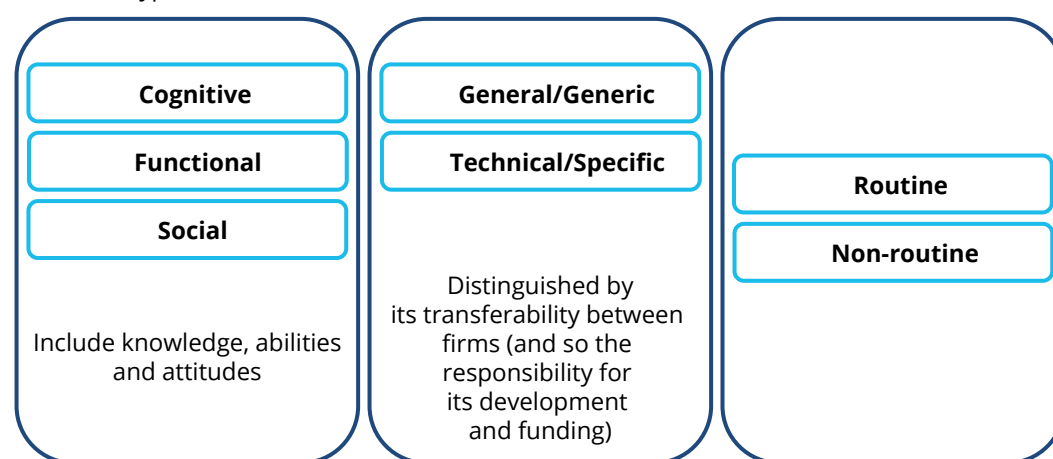 Cognitive
Functional
Social
Include knowledge, abilities
and attitudes
General/Generic
Technical/Specific
Distinguished by
its transferability between
firms (and so the
responsibility for
its development
and funding)
Routine
Non-routine